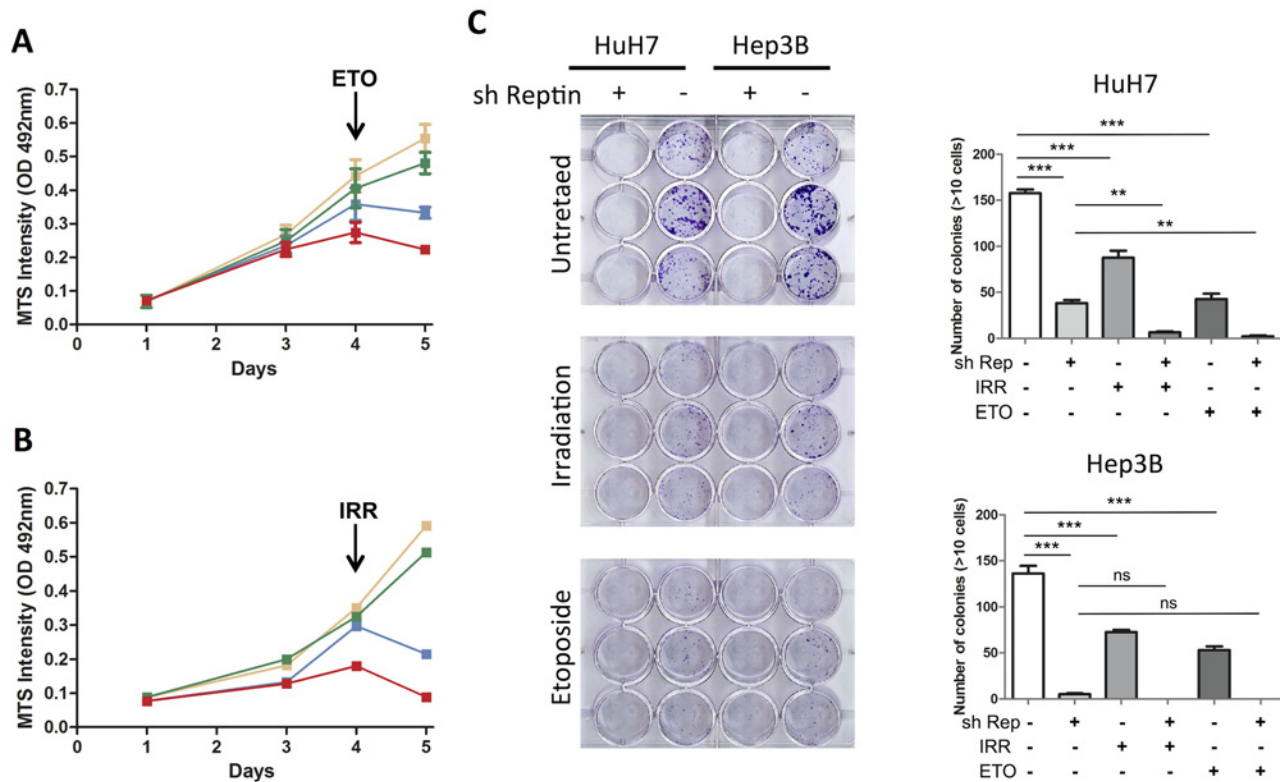 A
MTS Intensity (OD 492nm)
0.7
0.6
0.5
0.4
0.3
0.2
0.1
0.0
ETO
0 1 2 3 4 5
Days
B
MTS Intensity (OD 492nm)
0.7
0.6
0.5
0.4
0.3
0.2
0.1
0.0
IRR
0 1 2 3 4 5
Days
C
HuH7 Hep3B
sh Reptin + - + -
Untretaed
Irradiation
Etoposide
HuH7
Number of colonies (>10 cells)
200
150
100
50
0
***
***
***
**
**
sh Rep - + - + - +
IRR - - + + - -
ETO - - - - + +
Hep3B
Number of colonies (>10 cells)
200
150
100
50
0
***
***
***
ns
ns
sh Rep - + - + - +
IRR - - + + - -
ETO - - - - + +